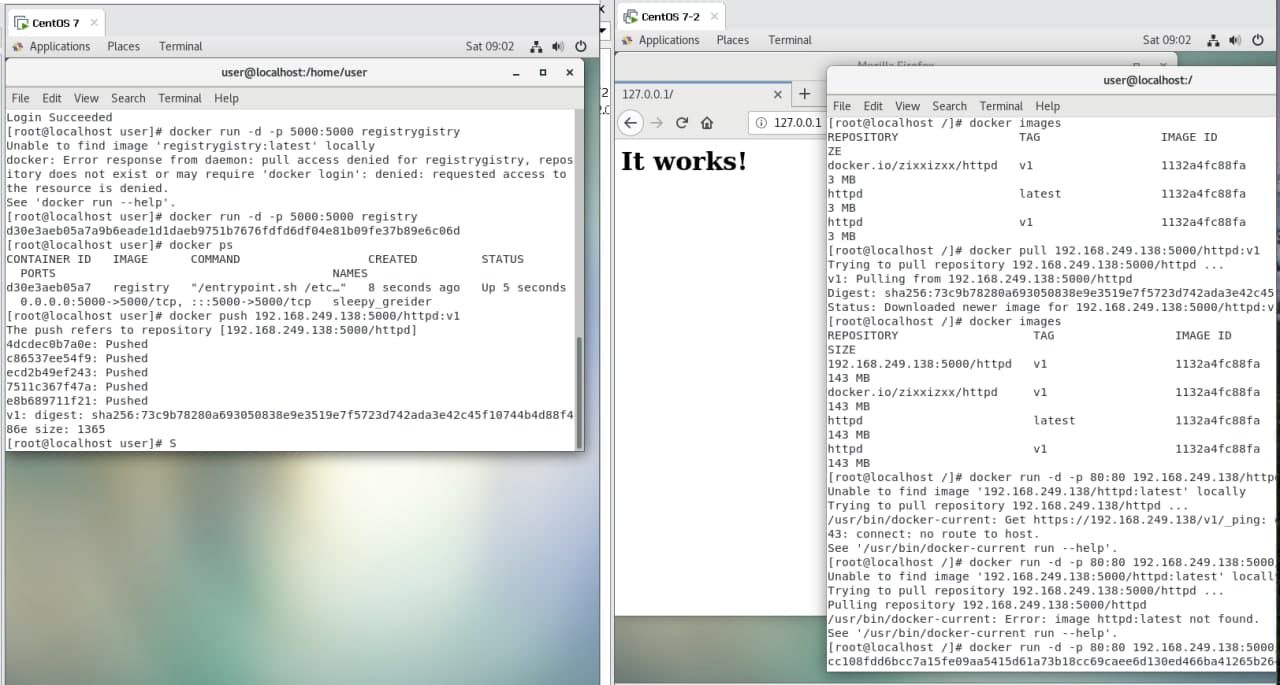 CentOS 7
Applications Places Terminal Sat 09:02
user@localhost:/home/user
File Edit View Search Terminal Help
Login Succeeded
[root@localhost user]# docker run -d -p 5000:5000 registrygistry
Unable to find image 'registrygistry:latest' locally
docker: Error response from daemon: pull access denied for registrygistry, repos
itory does not exist or may require 'docker login': denied: requested access to
the resource is denied.
See 'docker run --help'.
[root@localhost user]# docker run -d -p 5000:5000 registry
d30e3aeb05a7a9b6eade1d1daeb9751b7676fdfd6df04e81b09fe37b89e6c06d
[root@localhost user]# docker ps
CONTAINER ID IMAGE COMMAND CREATED STATUS
PORTS NAMES
d30e3aeb05a7 registry "/entrypoint.sh /etc…" 8 seconds ago Up 5 seconds
0.0.0.0:5000->5000/tcp, :::5000->5000/tcp sleepy_greider
[root@localhost user]# docker push 192.168.249.138:5000/httpd:v1
The push refers to repository [192.168.249.138:5000/httpd]
4dcdec0b7a0e: Pushed
c86537ee54f9: Pushed
ecd2b49ef243: Pushed
7511c367f47a: Pushed
e8b689711f21: Pushed
v1: digest: sha256:73c9b78280a693050838e9e3519e7f5723d742ada3e42c45f10744b4d88f4
86e size: 1365
[root@localhost user]# S
CentOS 7-2
Applications Places Terminal Sat 09:02
127.0.0.1/
127.0.0.1
It works!
user@localhost:/
File Edit View Search Terminal Help
[root@localhost /]# docker images
REPOSITORY TAG IMAGE ID
ZE
docker.io/zixxizxx/httpd v1 1132a4fc88fa
3 MB
httpd latest 1132a4fc88fa
3 MB
httpd v1 1132a4fc88fa
3 MB
[root@localhost /]# docker pull 192.168.249.138:5000/httpd:v1
Trying to pull repository 192.168.249.138:5000/httpd ...
v1: Pulling from 192.168.249.138:5000/httpd
Digest: sha256:73c9b78280a693050838e9e3519e7f5723d742ada3e42c45
Status: Downloaded newer image for 192.168.249.138:5000/httpd:v
[root@localhost /]# docker images
REPOSITORY TAG IMAGE ID
SIZE
192.168.249.138:5000/httpd v1 1132a4fc88fa
143 MB
docker.io/zixxizxx/httpd v1 1132a4fc88fa
143 MB
httpd latest 1132a4fc88fa
143 MB
httpd v1 1132a4fc88fa
143 MB
[root@localhost /]# docker run -d -p 80:80 192.168.249.138/http
Unable to find image '192.168.249.138/httpd:latest' locally
Trying to pull repository 192.168.249.138/httpd ...
/usr/bin/docker-current: Get https://192.168.249.138/v1/_ping:
43: connect: no route to host.
See '/usr/bin/docker-current run --help'.
[root@localhost /]# docker run -d -p 80:80 192.168.249.138:5000
Unable to find image '192.168.249.138:5000/httpd:latest' locall
Trying to pull repository 192.168.249.138:5000/httpd ...
Pulling repository 192.168.249.138:5000/httpd
/usr/bin/docker-current: Error: image httpd:latest not found.
See '/usr/bin/docker-current run --help'.
[root@localhost /]# docker run -d -p 80:80 192.168.249.138:5000
cc108fdd6bcc7a15fe09aa5415d61a73b18cc69caee6d130ed466ba41265b26